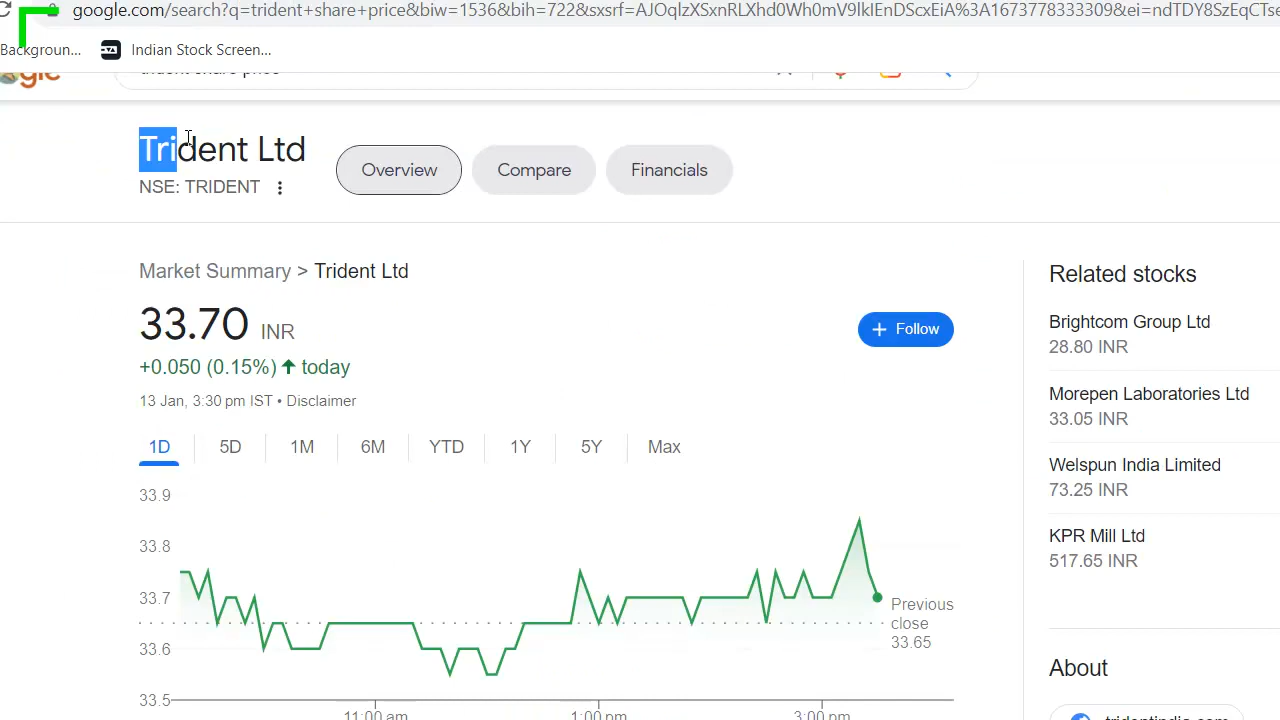 google.com/search?q=trident+share+price&biw=1536&bih=722&sxsrf=AJOqlzXSxnRLXhd0Wh0mV9lkIEnDScxEiA%3A1673778333309&ei=ndTDY8SzEqCTse
Backgroun...
Indian Stock Screen...
trident share price
Trident Ltd
NSE: TRIDENT
Overview
Compare
Financials
Market Summary > Trident Ltd
33.70 INR
+ Follow
+0.050 (0.15%) ↑ today
13 Jan, 3:30 pm IST • Disclaimer
1D 5D 1M 6M YTD 1Y 5Y Max
33.9
33.8
33.7
33.6
33.5
Previous
close
33.65
11:00 am 1:00 pm 3:00 pm
Related stocks
Brightcom Group Ltd
28.80 INR
Morepen Laboratories Ltd
33.05 INR
Welspun India Limited
73.25 INR
KPR Mill Ltd
517.65 INR
About
tridentindia.com